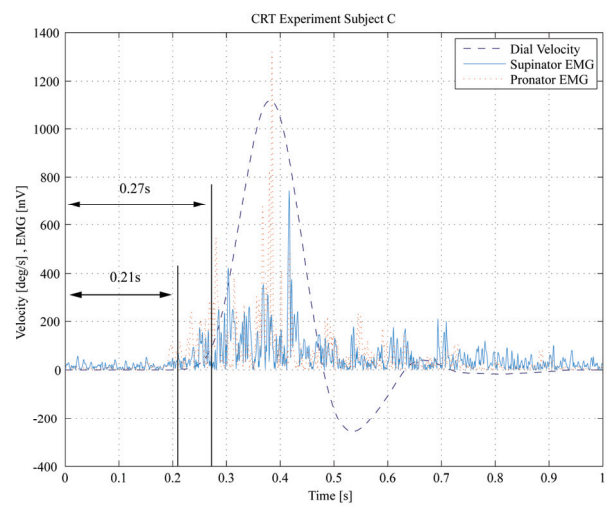 CRT Experiment Subject C
1400
1200
1000
800
600
400
200
0
-200
-400
Velocity [deg/s] , EMG [mV]
Dial Velocity
Supinator EMG
Pronator EMG
0.27s
0.21s
0 0.1 0.2 0.3 0.4 0.5 0.6 0.7 0.8 0.9 1
Time [s]